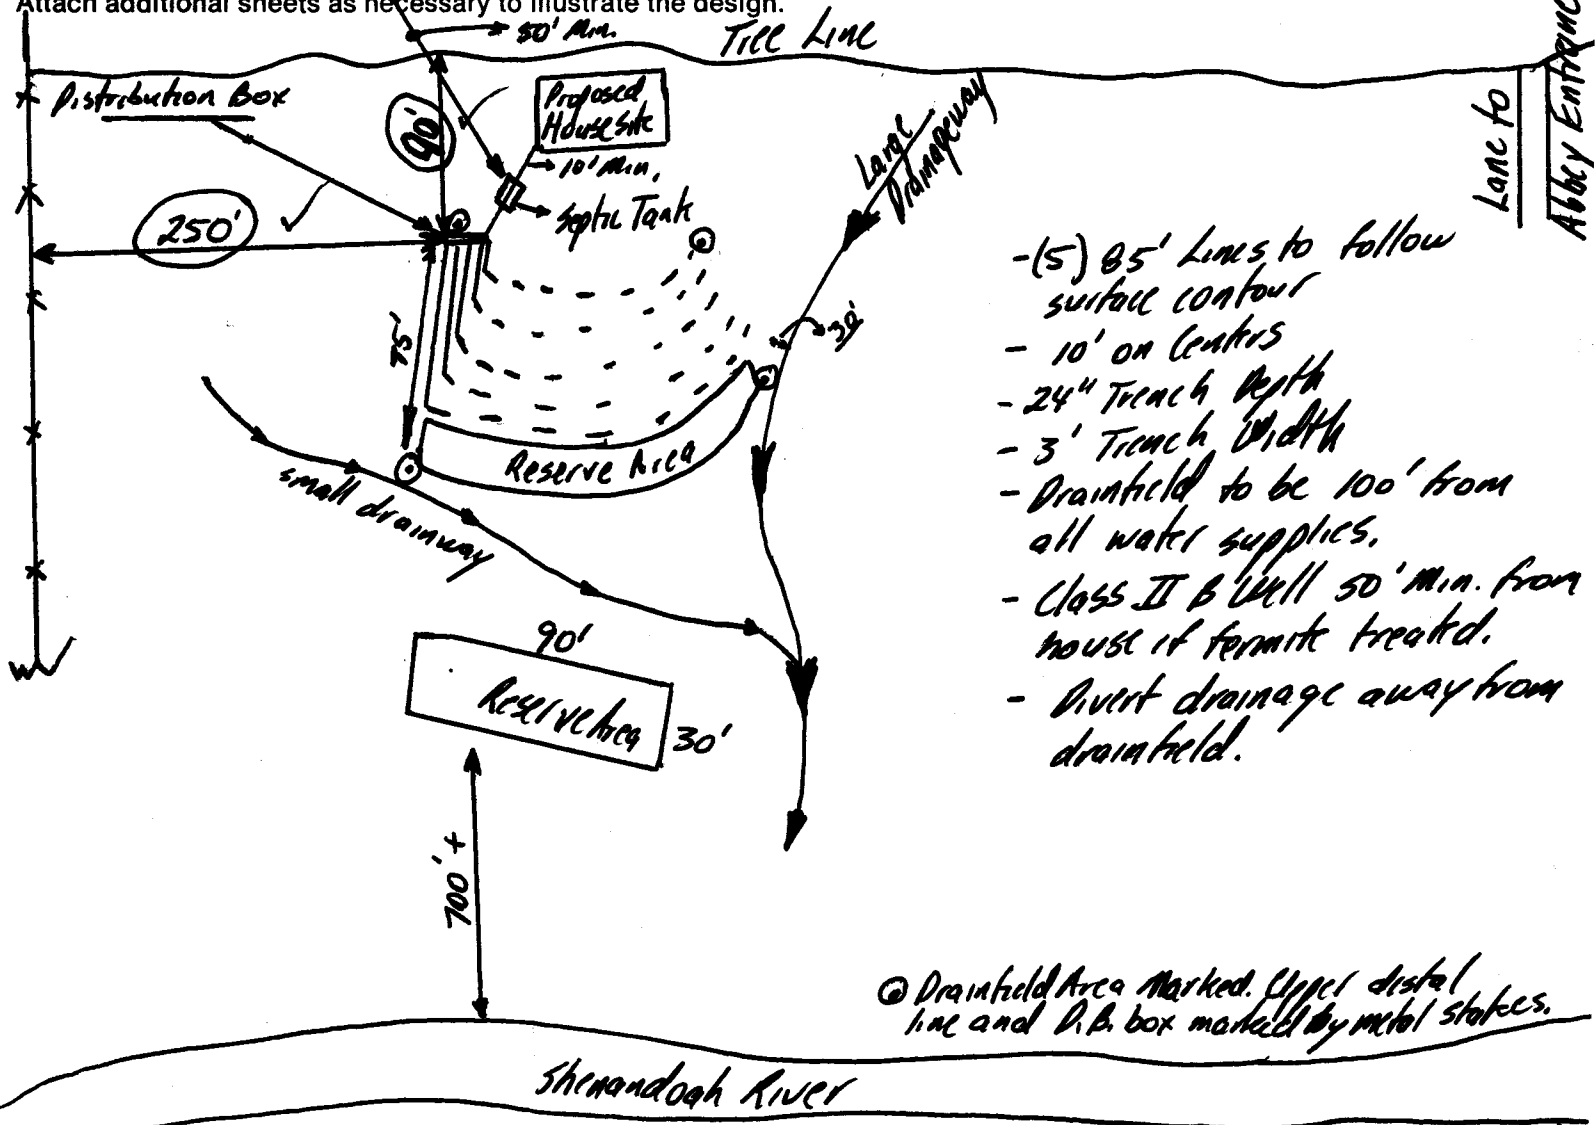 Attach additional sheets as necessary to illustrate the design.
50' Min.
Tree Line
Distribution Box
90'
Proposed
House Site
10' Min.
Septic Tank
250'
75'
Large
Drainageway
30'
Lane to
Abbey Entrance
-(5) 85' Lines to follow
surface contour
- 10' on Centers
- 24" Trench Depth
- 3' Trench Width
- Drainfield to be 100' from
all water supplies.
- Class II B Well 50' Min. from
house if termite treated.
- Divert drainage away from
drainfield.
Reserve Area
small drainway
90'
Reserve Area
30'
700'+
Drainfield Area Marked. Upper distal
line and D.B. box marked by metal stakes.
Shenandoah River